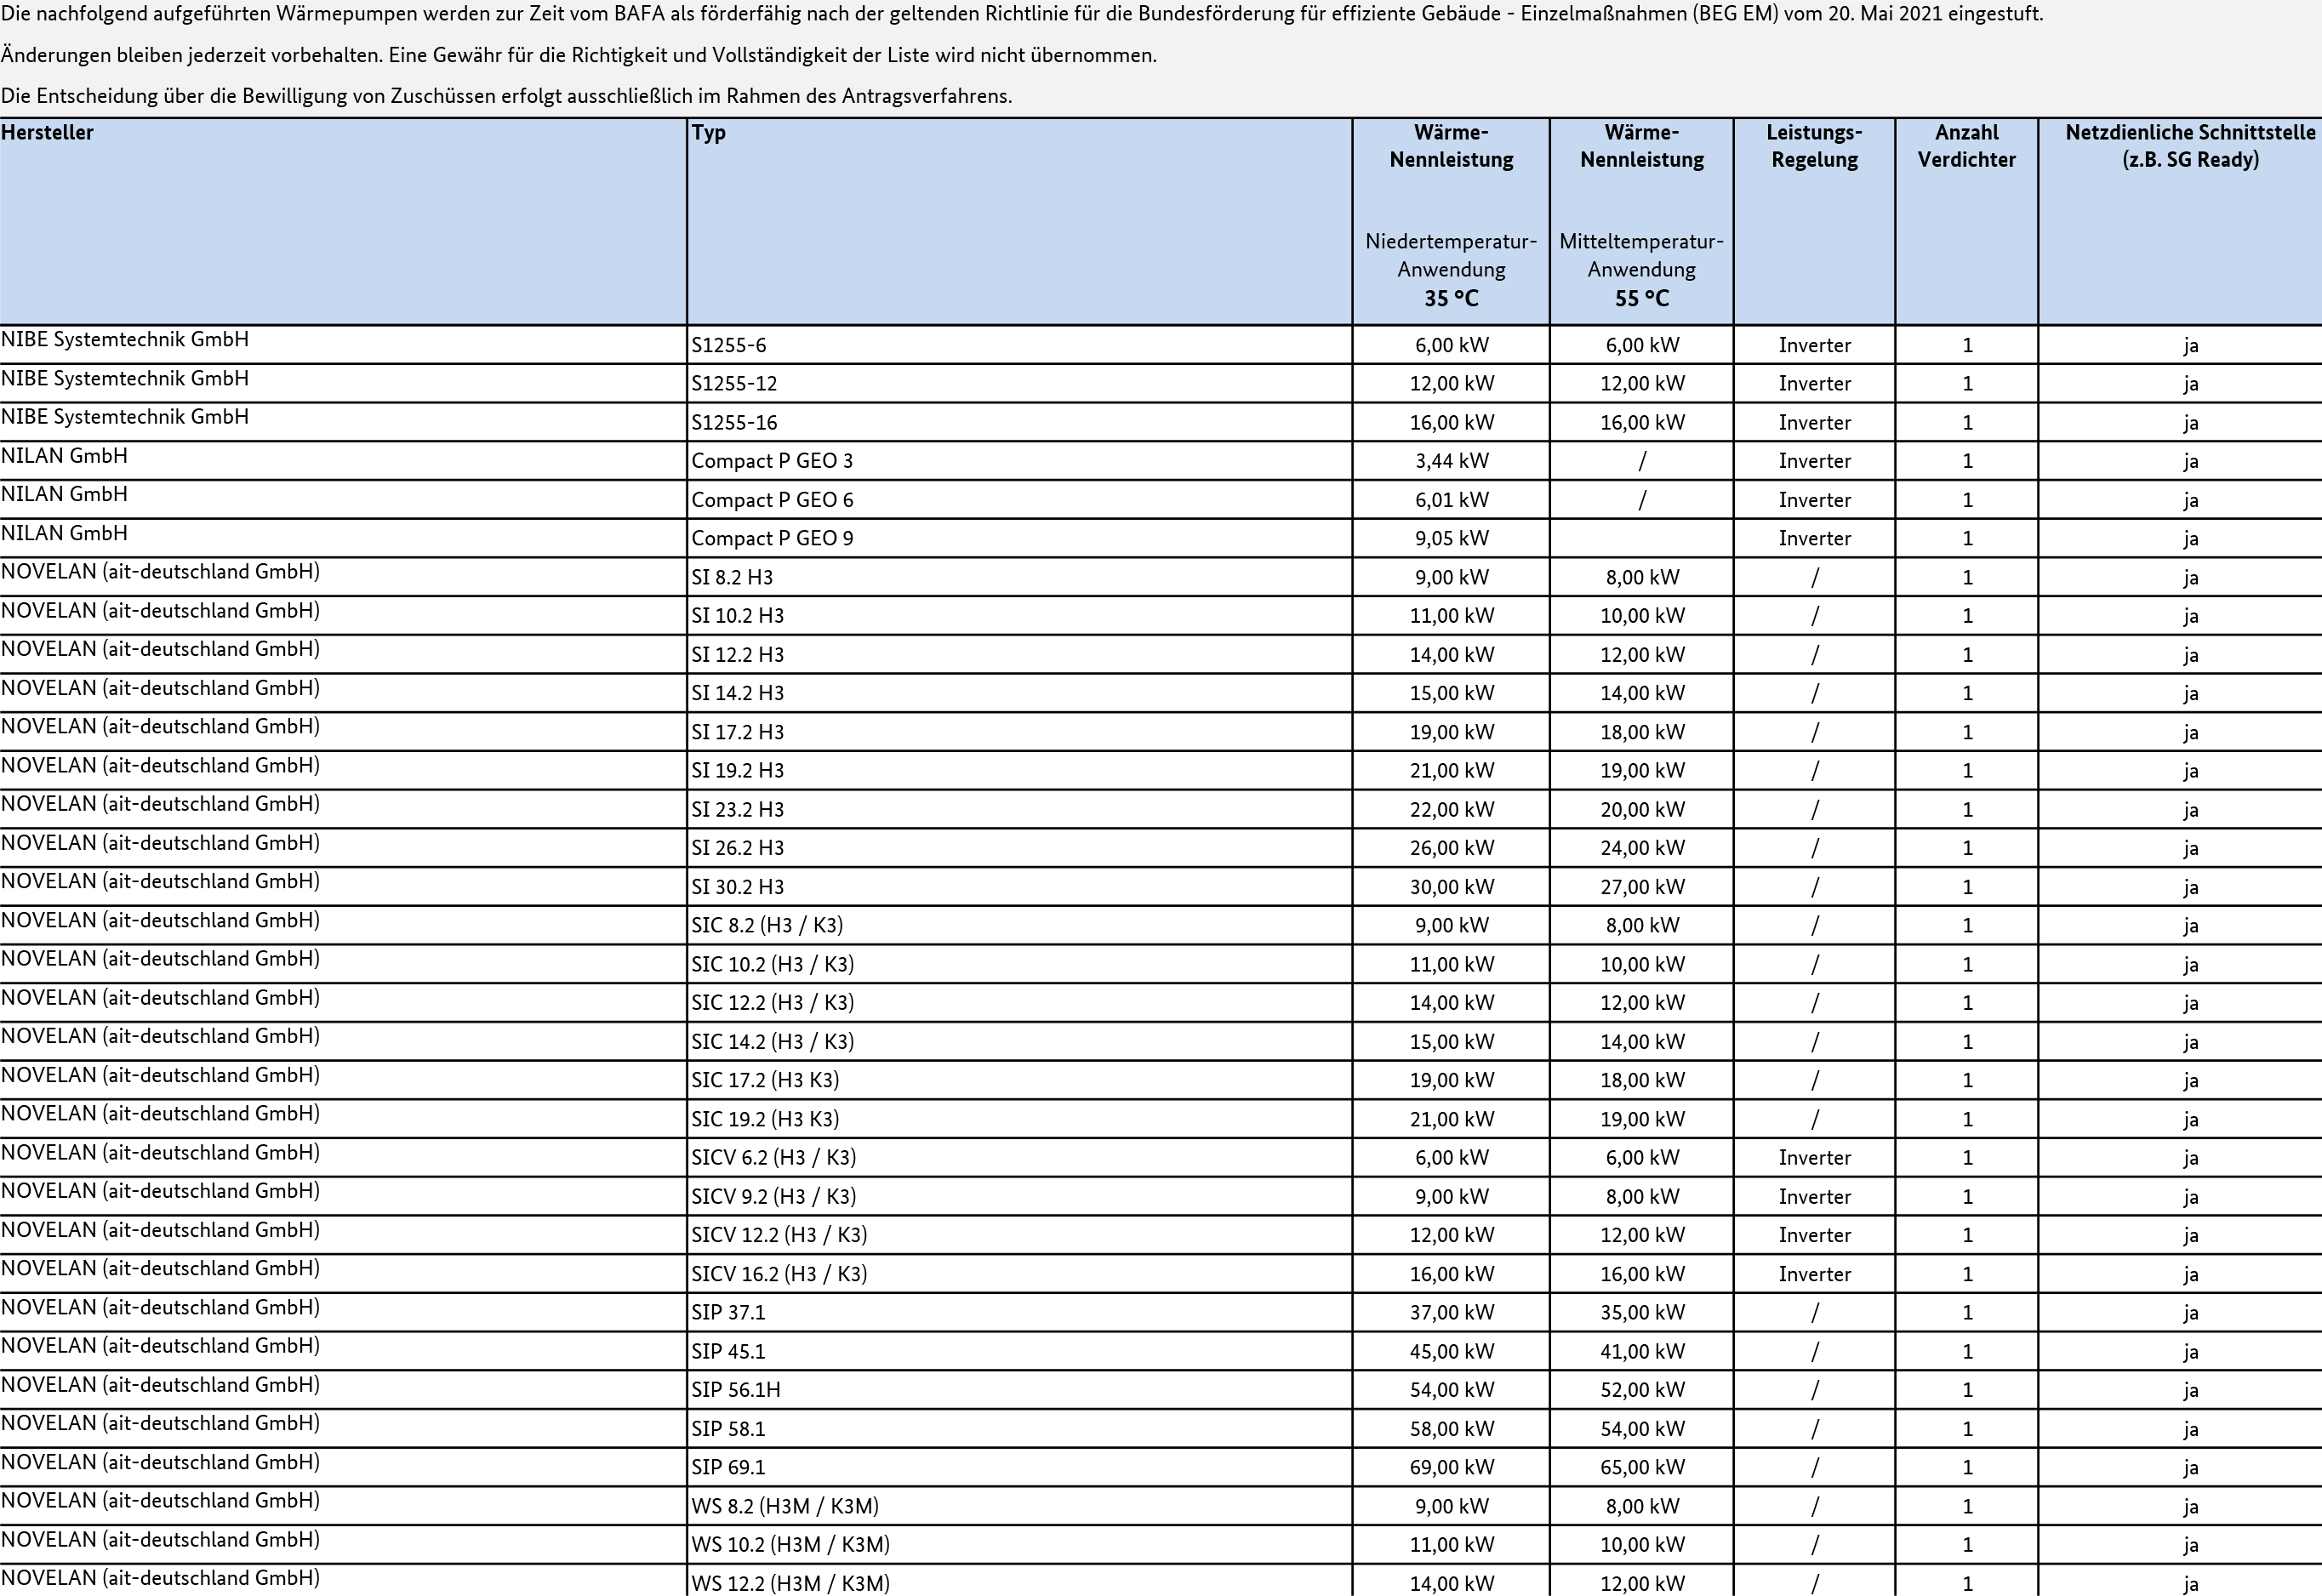 Die nachfolgend aufgeführten Wärmepumpen werden zur Zeit vom BAFA als förderfähig nach der geltenden Richtlinie für die Bundesförderung für effiziente Gebäude - Einzelmaßnahmen (BEG EM) vom 20. Mai 2021 eingestuft.
Änderungen bleiben jederzeit vorbehalten. Eine Gewähr für die Richtigkeit und Vollständigkeit der Liste wird nicht übernommen.
Die Entscheidung über die Bewilligung von Zuschüssen erfolgt ausschließlich im Rahmen des Antragsverfahrens.
Hersteller Typ Wärme- Wärme- Leistungs- Anzahl Netzdienliche Schnittstelle
Nennleistung Nennleistung Regelung Verdichter (z.B. SG Ready)
Niedertemperatur- Mitteltemperatur-
Anwendung Anwendung
35 °C 55 °C
NIBE Systemtechnik GmbH S1255-6 6,00 kW 6,00 kW Inverter 1 ja
NIBE Systemtechnik GmbH S1255-12 12,00 kW 12,00 kW Inverter 1 ja
NIBE Systemtechnik GmbH S1255-16 16,00 kW 16,00 kW Inverter 1 ja
NILAN GmbH Compact P GEO 3 3,44 kW / Inverter 1 ja
NILAN GmbH Compact P GEO 6 6,01 kW / Inverter 1 ja
NILAN GmbH Compact P GEO 9 9,05 kW Inverter 1 ja
NOVELAN (ait-deutschland GmbH) SI 8.2 H3 9,00 kW 8,00 kW / 1 ja
NOVELAN (ait-deutschland GmbH) SI 10.2 H3 11,00 kW 10,00 kW / 1 ja
NOVELAN (ait-deutschland GmbH) SI 12.2 H3 14,00 kW 12,00 kW / 1 ja
NOVELAN (ait-deutschland GmbH) SI 14.2 H3 15,00 kW 14,00 kW / 1 ja
NOVELAN (ait-deutschland GmbH) SI 17.2 H3 19,00 kW 18,00 kW / 1 ja
NOVELAN (ait-deutschland GmbH) SI 19.2 H3 21,00 kW 19,00 kW / 1 ja
NOVELAN (ait-deutschland GmbH) SI 23.2 H3 22,00 kW 20,00 kW / 1 ja
NOVELAN (ait-deutschland GmbH) SI 26.2 H3 26,00 kW 24,00 kW / 1 ja
NOVELAN (ait-deutschland GmbH) SI 30.2 H3 30,00 kW 27,00 kW / 1 ja
NOVELAN (ait-deutschland GmbH) SIC 8.2 (H3 / K3) 9,00 kW 8,00 kW / 1 ja
NOVELAN (ait-deutschland GmbH) SIC 10.2 (H3 / K3) 11,00 kW 10,00 kW / 1 ja
NOVELAN (ait-deutschland GmbH) SIC 12.2 (H3 / K3) 14,00 kW 12,00 kW / 1 ja
NOVELAN (ait-deutschland GmbH) SIC 14.2 (H3 / K3) 15,00 kW 14,00 kW / 1 ja
NOVELAN (ait-deutschland GmbH) SIC 17.2 (H3 K3) 19,00 kW 18,00 kW / 1 ja
NOVELAN (ait-deutschland GmbH) SIC 19.2 (H3 K3) 21,00 kW 19,00 kW / 1 ja
NOVELAN (ait-deutschland GmbH) SICV 6.2 (H3 / K3) 6,00 kW 6,00 kW Inverter 1 ja
NOVELAN (ait-deutschland GmbH) SICV 9.2 (H3 / K3) 9,00 kW 8,00 kW Inverter 1 ja
NOVELAN (ait-deutschland GmbH) SICV 12.2 (H3 / K3) 12,00 kW 12,00 kW Inverter 1 ja
NOVELAN (ait-deutschland GmbH) SICV 16.2 (H3 / K3) 16,00 kW 16,00 kW Inverter 1 ja
NOVELAN (ait-deutschland GmbH) SIP 37.1 37,00 kW 35,00 kW / 1 ja
NOVELAN (ait-deutschland GmbH) SIP 45.1 45,00 kW 41,00 kW / 1 ja
NOVELAN (ait-deutschland GmbH) SIP 56.1H 54,00 kW 52,00 kW / 1 ja
NOVELAN (ait-deutschland GmbH) SIP 58.1 58,00 kW 54,00 kW / 1 ja
NOVELAN (ait-deutschland GmbH) SIP 69.1 69,00 kW 65,00 kW / 1 ja
NOVELAN (ait-deutschland GmbH) WS 8.2 (H3M / K3M) 9,00 kW 8,00 kW / 1 ja
NOVELAN (ait-deutschland GmbH) WS 10.2 (H3M / K3M) 11,00 kW 10,00 kW / 1 ja
NOVELAN (ait-deutschland GmbH) WS 12.2 (H3M / K3M) 14,00 kW 12,00 kW / 1 ja